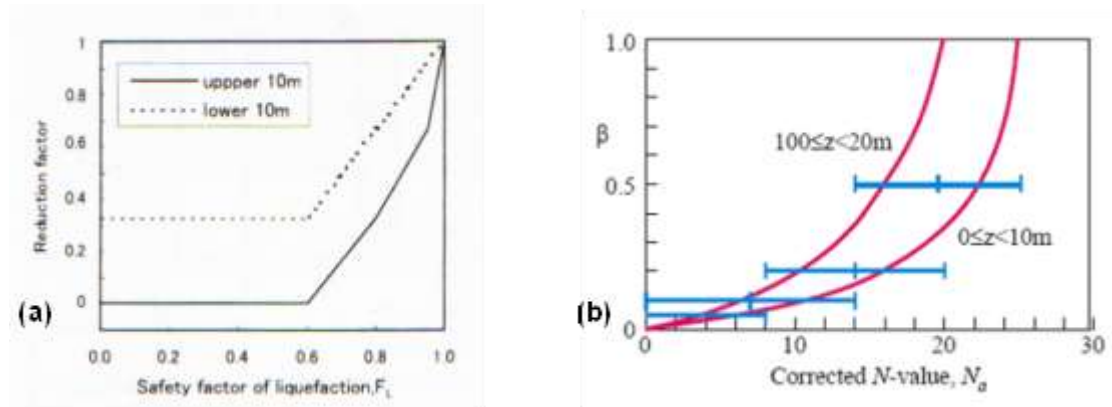 1
0.8
0.6
0.4
0.2
0
Reduction factor
uppper 10m
lower 10m
0.0 0.2 0.4 0.6 0.8 1.0
Safety factor of liquefaction,F_L
(a)
1.0
β
0.5
0
100≤z<20m
0≤z<10m
0 10 20 30
Corrected N-value, N_a
(b)